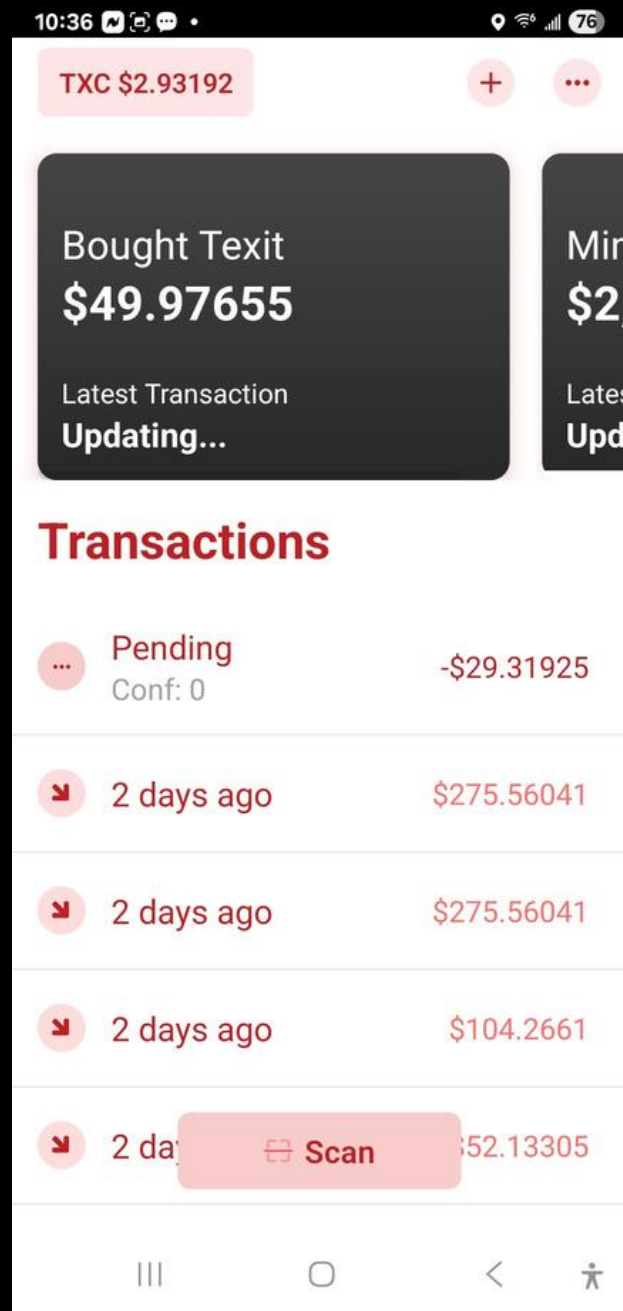 10:36
76
TXC $2.93192
Bought Texit
$49.97655
Latest Transaction
Updating...
Transactions
Pending
-$29.31925
Conf: 0
2 days ago
$275.56041
2 days ago
$275.56041
2 days ago
$104.2661
Scan